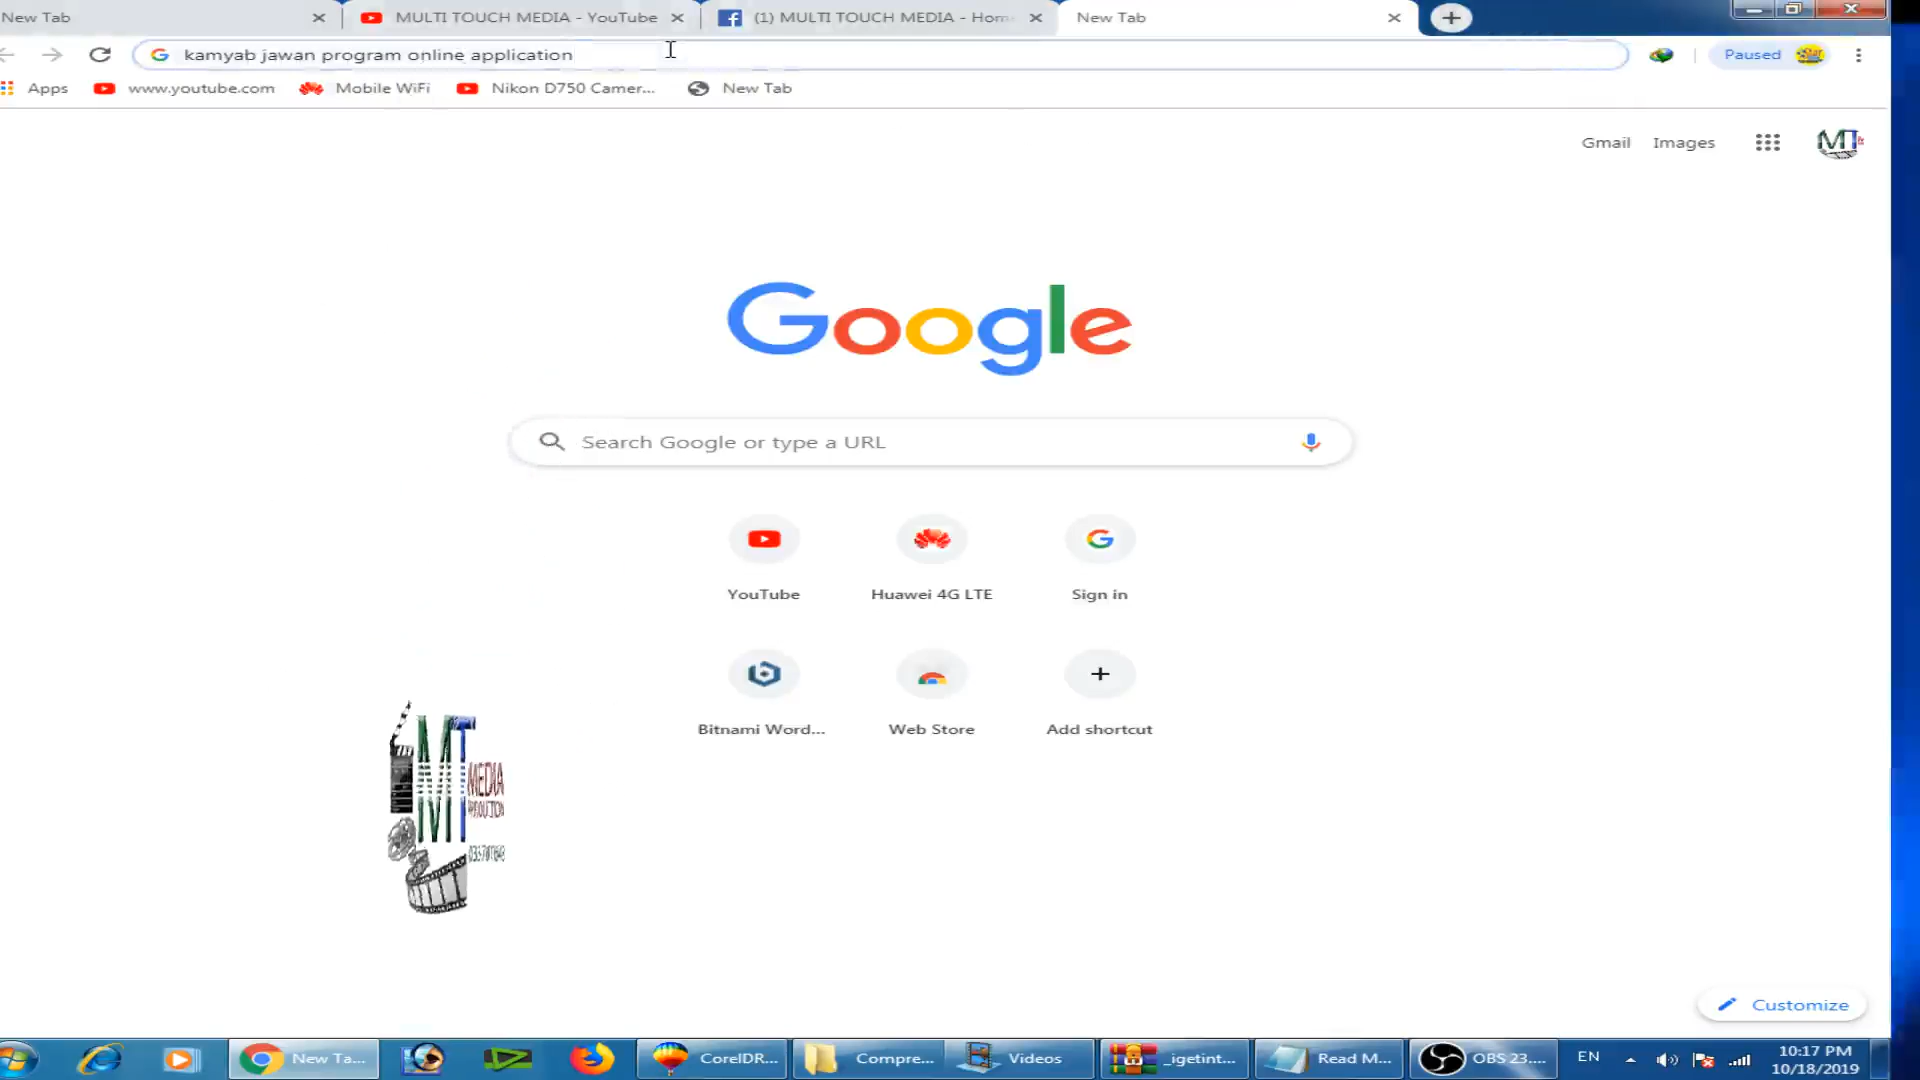 New Tab
MULTI TOUCH MEDIA - YouTube
(1) MULTI TOUCH MEDIA - Hom
New Tab
kamyab jawan program online application
Paused
Apps
www.youtube.com
Mobile WiFi
Nikon D750 Camer...
New Tab
Gmail
Images
MT
Google
Search Google or type a URL
YouTube
Huawei 4G LTE
Sign in
Bitnami Word...
Web Store
Add shortcut
MT
MEDIA
Customize
New Ta...
CorelDR...
Compre...
Videos
_igetint...
Read M...
OBS 23....
EN
10:17 PM
10/18/2019